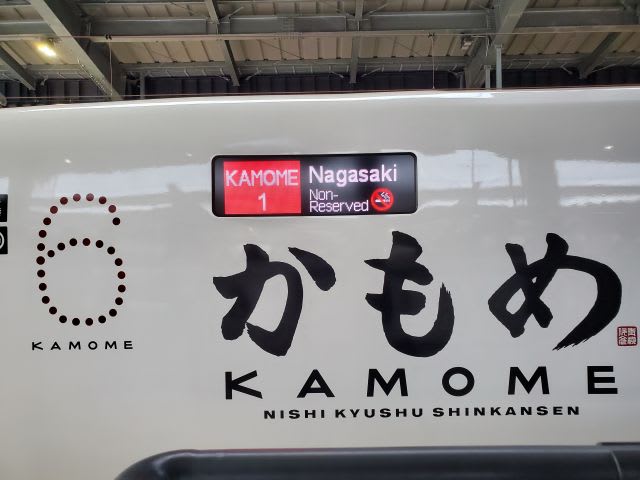 KAMOME
1
Nagasaki
Non-
Reserved
6
KAMOME
かもめ
KAMOME
NISHI KYUSHU SHINKANSEN